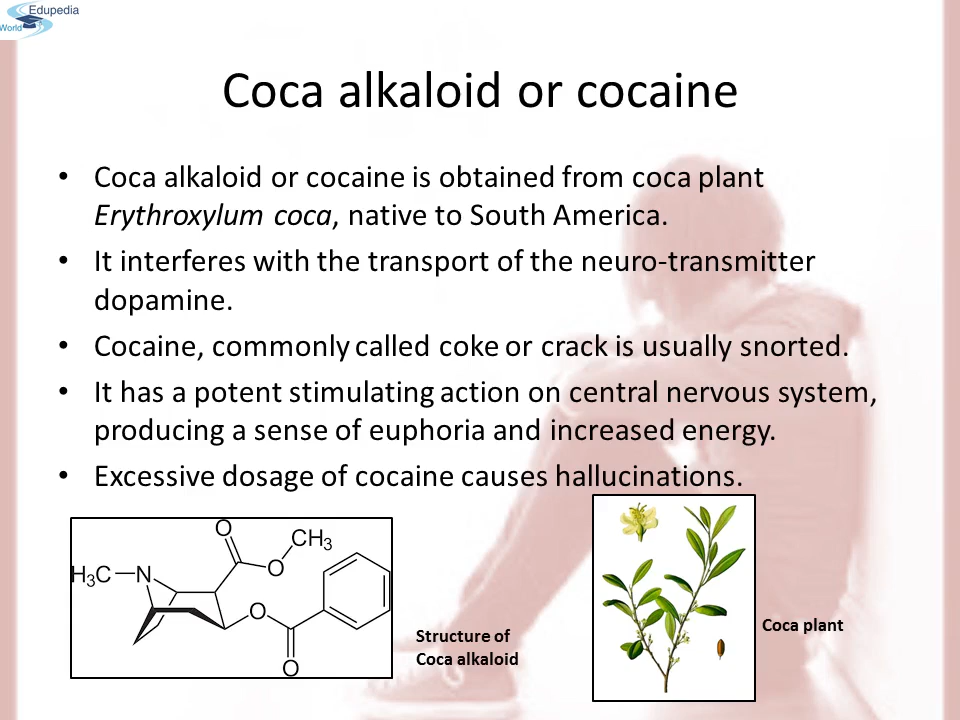 Edupedia
World
Coca alkaloid or cocaine
• Coca alkaloid or cocaine is obtained from coca plant
Erythroxylum coca, native to South America.
• It interferes with the transport of the neuro-transmitter
dopamine.
• Cocaine, commonly called coke or crack is usually snorted.
• It has a potent stimulating action on central nervous system,
producing a sense of euphoria and increased energy.
• Excessive dosage of cocaine causes hallucinations.
O
CH3
O
H3C
N
O
O
Structure of
Coca alkaloid
Coca plant